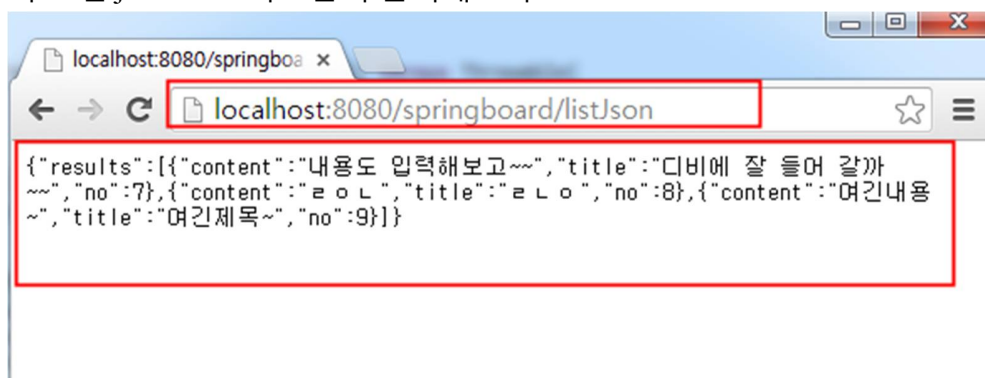 localhost:8080/springboa
localhost:8080/springboard/listJson
{"results":[{"content":"내용도 입력해보고~~","title":"디비에 잘 들어 갈까
~~","no":7},{"content":"ㄹㅇㄴ","title":"ㄹㄴㅇ","no":8},{"content":"여긴내용
~","title":"여긴제목~","no":9}]}